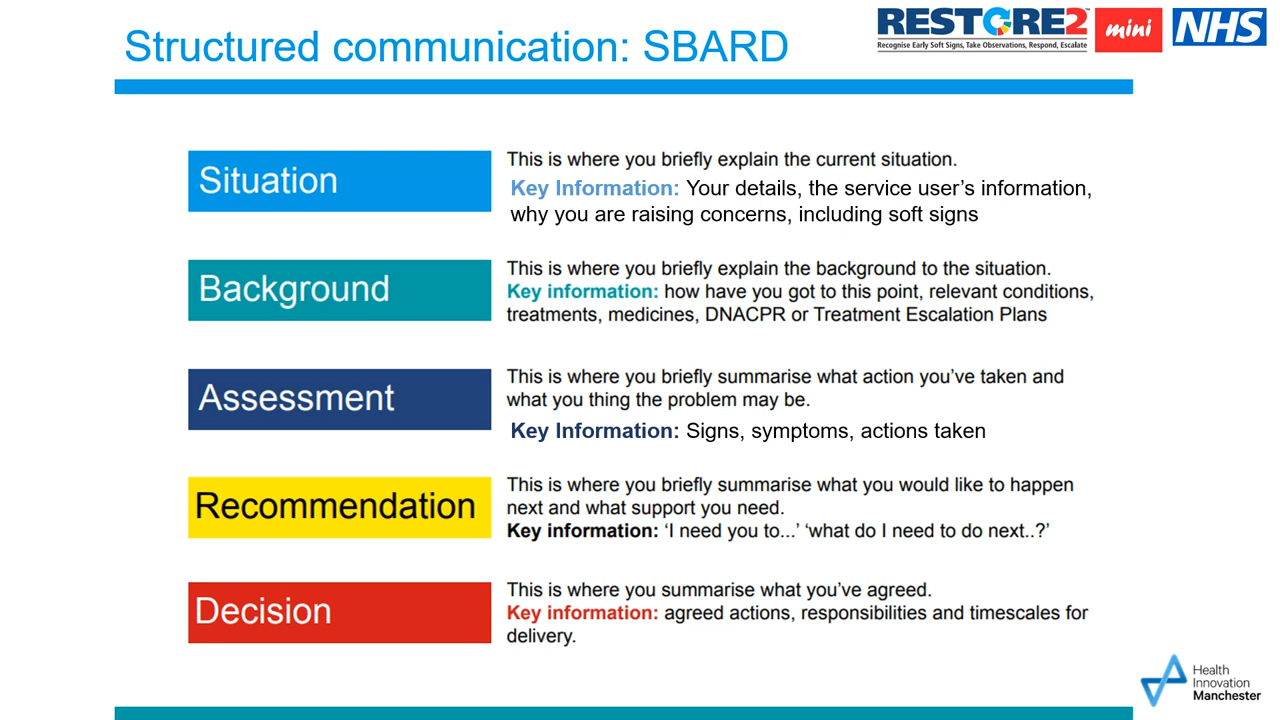 Structured communication: SBARD
RESTORE2™
Recognise Early Soft Signs, Take Observations, Respond, Escalate
mini
NHS
Situation
This is where you briefly explain the current situation.
Key Information: Your details, the service user’s information,
why you are raising concerns, including soft signs
Background
This is where you briefly explain the background to the situation.
Key information: how have you got to this point, relevant conditions,
treatments, medicines, DNACPR or Treatment Escalation Plans
Assessment
This is where you briefly summarise what action you’ve taken and
what you thing the problem may be.
Key Information: Signs, symptoms, actions taken
Recommendation
This is where you briefly summarise what you would like to happen
next and what support you need.
Key information: ‘I need you to...’ ‘what do I need to do next..?’
Decision
This is where you summarise what you’ve agreed.
Key information: agreed actions, responsibilities and timescales for
delivery.
Health
Innovation
Manchester